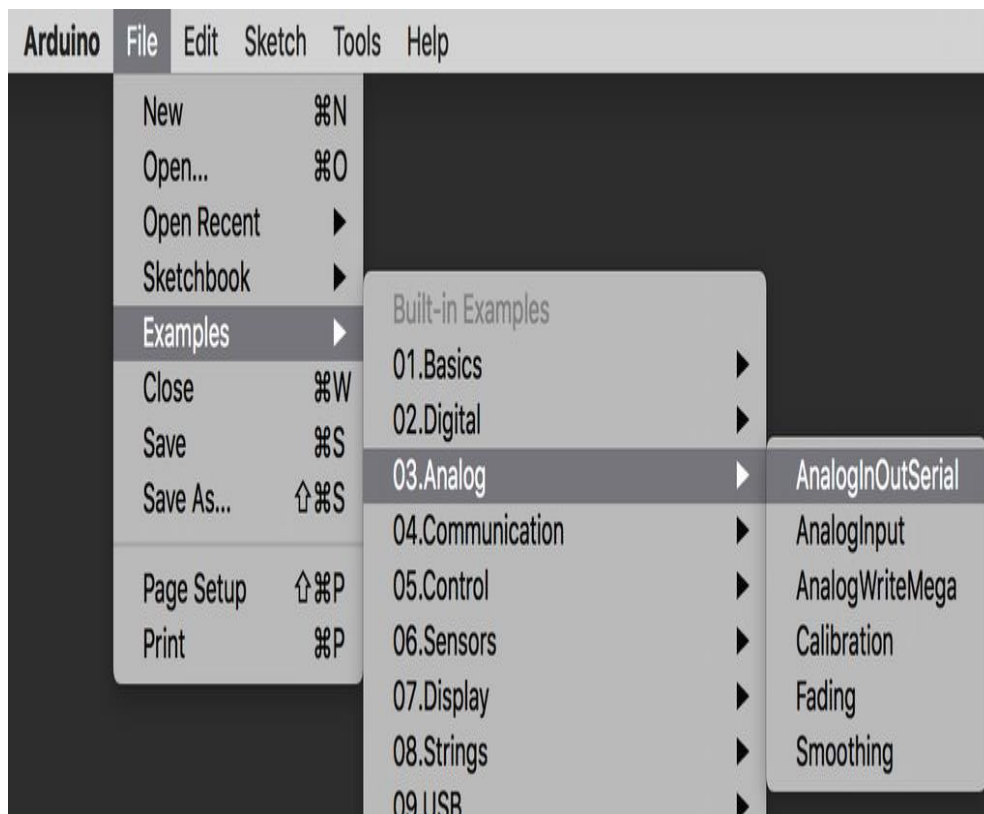 Arduino File Edit Sketch Tools Help
New ⌘N
Open... ⌘O
Open Recent ▶
Sketchbook ▶
Examples ▶
Close ⌘W
Save ⌘S
Save As... ⇧⌘S
Page Setup ⇧⌘P
Print ⌘P
Built-in Examples
01.Basics ▶
02.Digital ▶
03.Analog ▶
04.Communication ▶
05.Control ▶
06.Sensors ▶
07.Display ▶
08.Strings ▶
09.USB ▶
AnalogInOutSerial
AnalogInput
AnalogWriteMega
Calibration
Fading
Smoothing